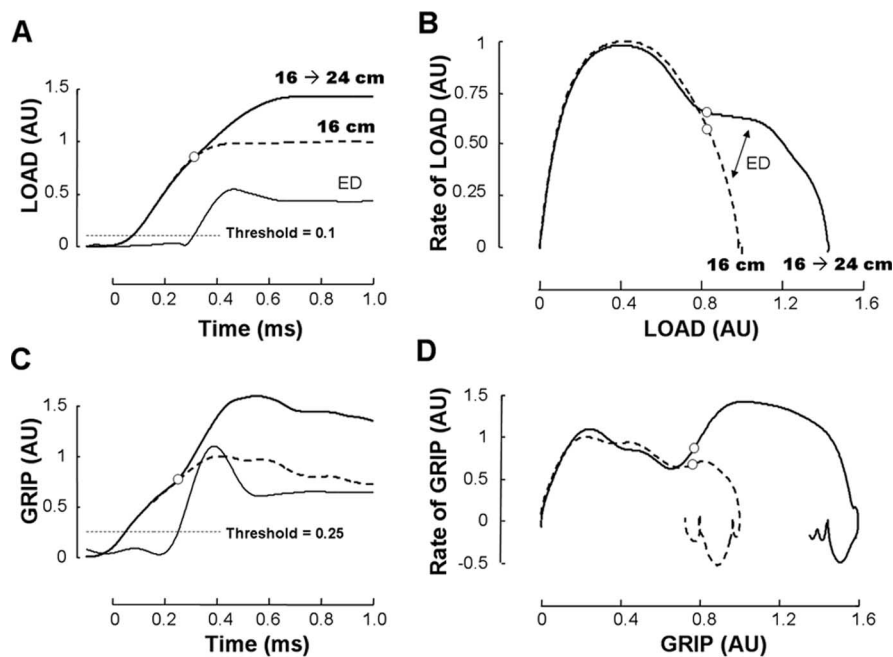 A
LOAD (AU)
1.5
1
0.5
0
16 → 24 cm
16 cm
ED
Threshold = 0.1
0 0.2 0.4 0.6 0.8 1.0
Time (ms)
B
Rate of LOAD (AU)
1
0.75
0.5
0.25
0
ED
16 cm 16 → 24 cm
0 0.4 0.8 1.2 1.6
LOAD (AU)
C
GRIP (AU)
1.5
1
0.5
0
Threshold = 0.25
0 0.2 0.4 0.6 0.8 1.0
Time (ms)
D
Rate of GRIP (AU)
1.5
1
0.5
0
-0.5
0 0.4 0.8 1.2 1.6
GRIP (AU)